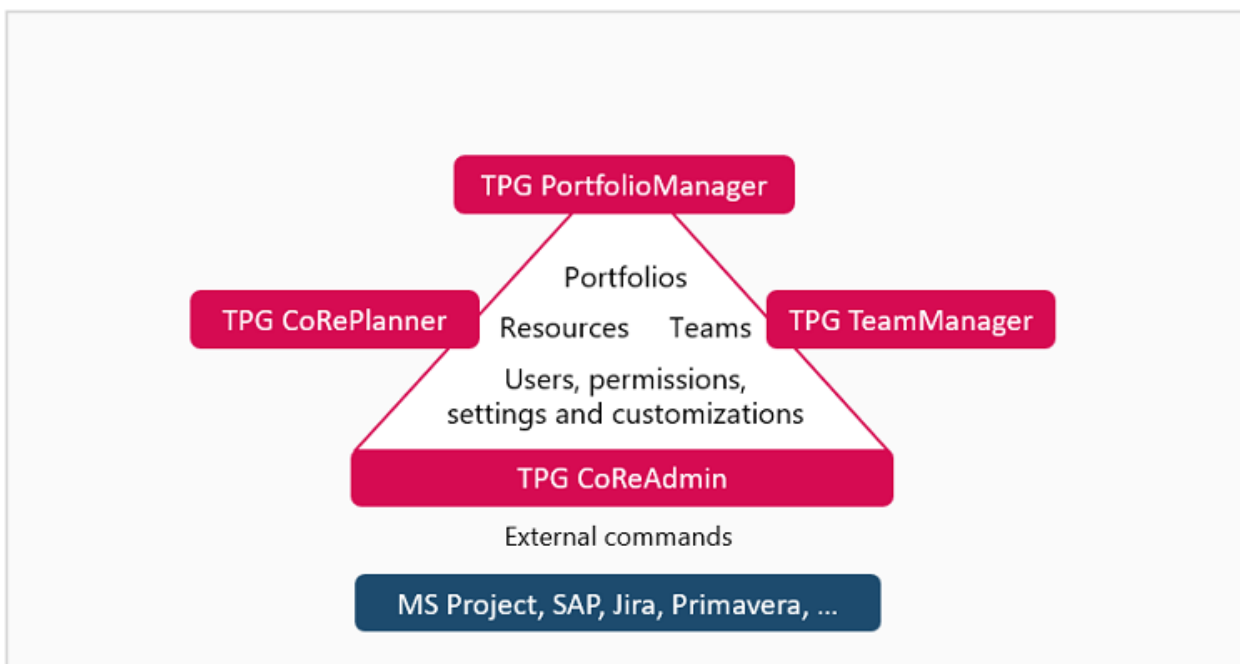 TPG PortfolioManager
Portfolios
TPG CoRePlanner
Resources Teams
TPG TeamManager
Users, permissions,
settings and customizations
TPG CoReAdmin
External commands
MS Project, SAP, Jira, Primavera, ...